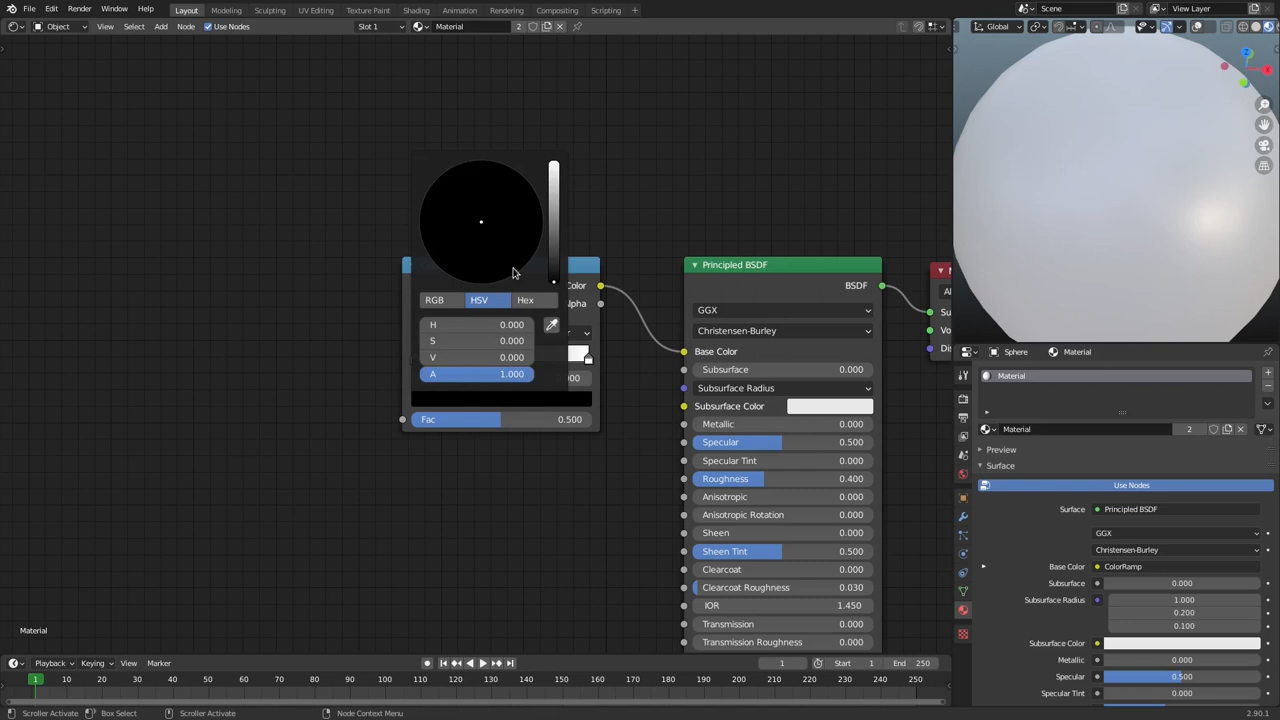 File Edit Render Window Help Layout Modeling Sculpting UV Editing Texture Paint Shading Animation Rendering Compositing Scripting Scene View Layer
Object View Select Add Node Use Nodes Slot 1 Material 2 Global
Principled BSDF
Color
BSDF
GGX
Christensen-Burley
RGB HSV Hex
H 0.000
S 0.000
V 0.000
A 1.000
Fac 0.500
Base Color
Subsurface 0.000
Subsurface Radius
Subsurface Color
Metallic 0.000
Specular 0.500
Specular Tint 0.000
Roughness 0.400
Anisotropic 0.000
Anisotropic Rotation 0.000
Sheen 0.000
Sheen Tint 0.500
Clearcoat 0.000
Clearcoat Roughness 0.030
IOR 1.450
Transmission 0.000
Transmission Roughness 0.000
Sphere Material
Material
Material 2
Preview
Surface
Use Nodes
Surface Principled BSDF
GGX
Christensen-Burley
Base Color ColorRamp
Subsurface 0.000
Subsurface Radius 1.000
0.200
0.100
Subsurface Color
Metallic 0.000
Specular 0.500
Specular Tint 0.000
Material
Playback Keying View Marker 1 Start 1 End 250
1 10 20 30 40 50 60 70 80 90 100 110 120 130 140 150 160 170 180 190 200 210 220 230 240 250
Scroller Activate Box Select Scroller Activate Node Context Menu 2.90.1